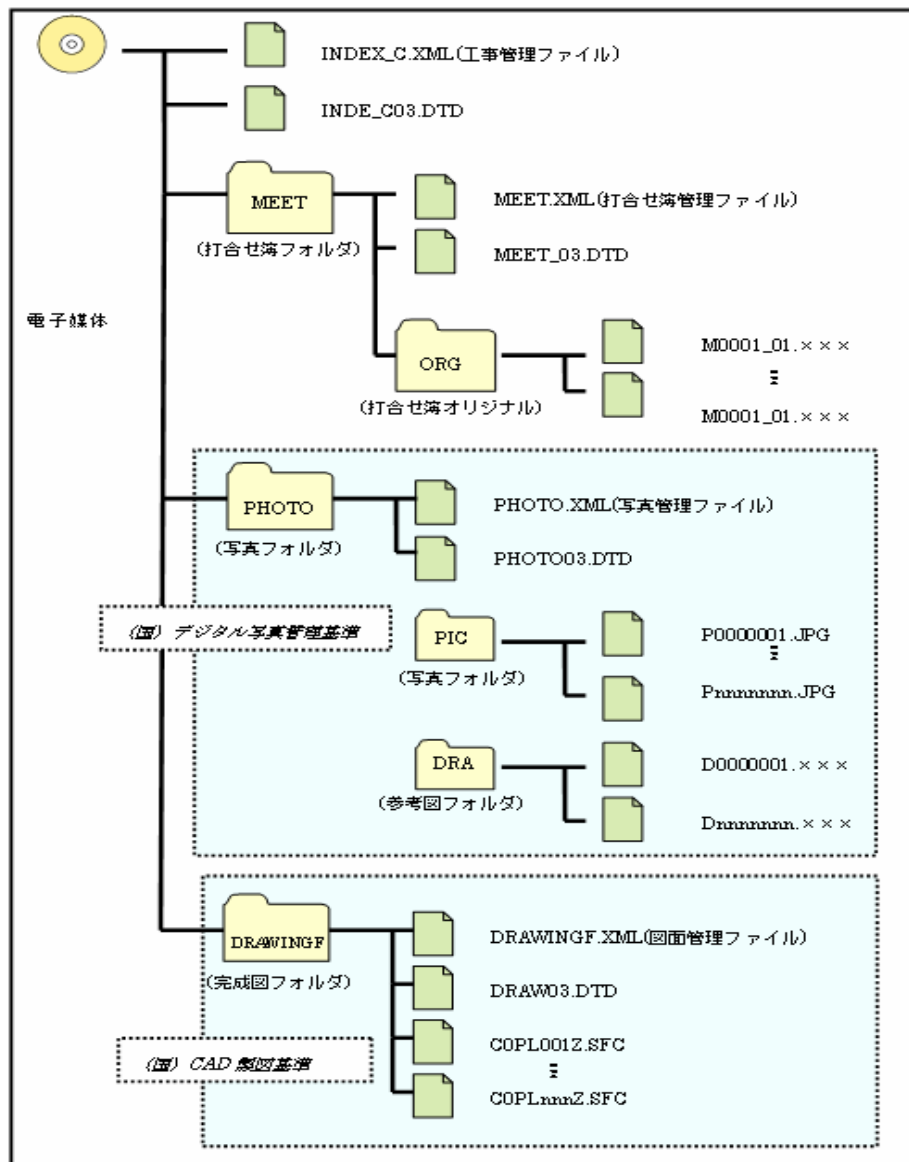 INDEX_C.XML(工事管理ファイル)
INDE_C03.DTD
MEET
(打合せ簿フォルダ)
MEET.XML(打合せ簿管理ファイル)
MEET_03.DTD
電子媒体
ORG
(打合せ簿オリジナル)
M0001_01.×××
M0001_01.×××
PHOTO
(写真フォルダ)
PHOTO.XML(写真管理ファイル)
PHOTO03.DTD
(国) デジタル写真管理基準
PIC
(写真フォルダ)
P0000001.JPG
Pnnnnnnn.JPG
DRA
(参考図フォルダ)
D0000001.×××
Dnnnnnnn.×××
DRAWINGF
(完成図フォルダ)
DRAWINGF.XML(図面管理ファイル)
DRAW03.DTD
(国) CAD 製図基準
C0PL001Z.SFC
C0PLnnnZ.SFC